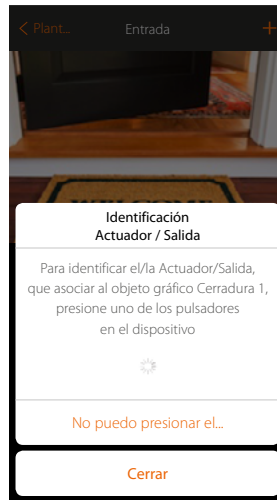 Plant... Entrada +
WELCOME
Identificación
Actuador / Salida
Para identificar el/la Actuador/Salida,
que asociar al objeto gráfico Cerradura 1,
presione uno de los pulsadores
en el dispositivo
No puedo presionar el...
Cerrar